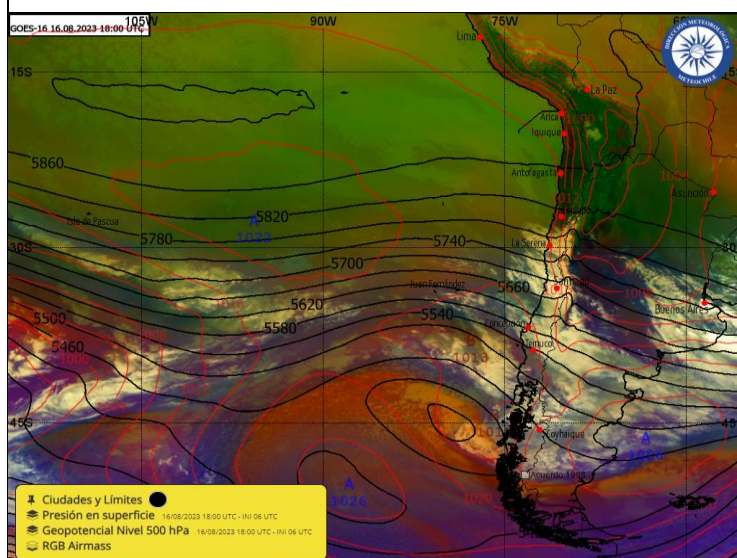 GOES-16 16.08.2023 18:00 UTC
105W 90W 75W
DIRECCIÓN METEOROLÓGICA
METEOCHILE
Lima
15S
La Paz
Arica
Iquique
5860
Antofagasta
Asunción
Isla de Pascua
5820
A
1022
5780
5740
La Serena
30S
5700
Juan Fernández
5660
5620
5500
5540
Buenos Aires
Concepción
5580
5460
Temuco
1000
1013
45S
Coyhaique
A
A
1026
Acuerdo 1998
1020
Ciudades y Límites
Presión en superficie 16/08/2023 18:00 UTC - INI 06 UTC
Geopotencial Nivel 500 hPa 16/08/2023 18:00 UTC - INI 06 UTC
RGB Airmass